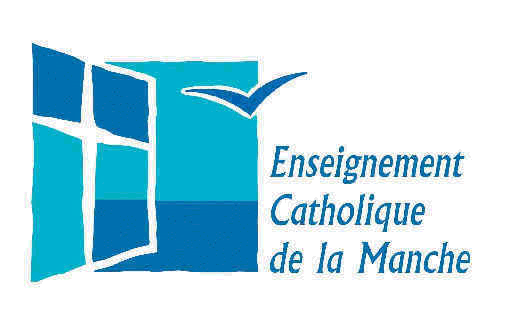 Enseignement
Catholique
de la Manche